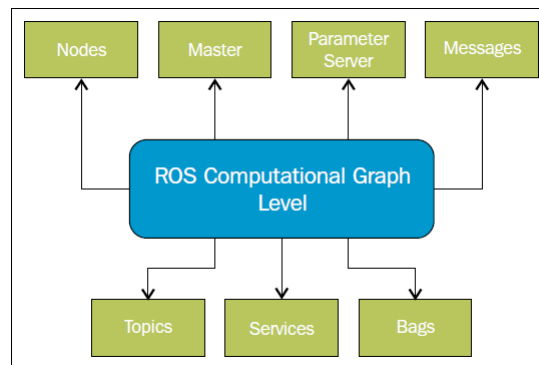 Nodes
Master
Parameter
Server
Messages
ROS Computational Graph
Level
Topics
Services
Bags